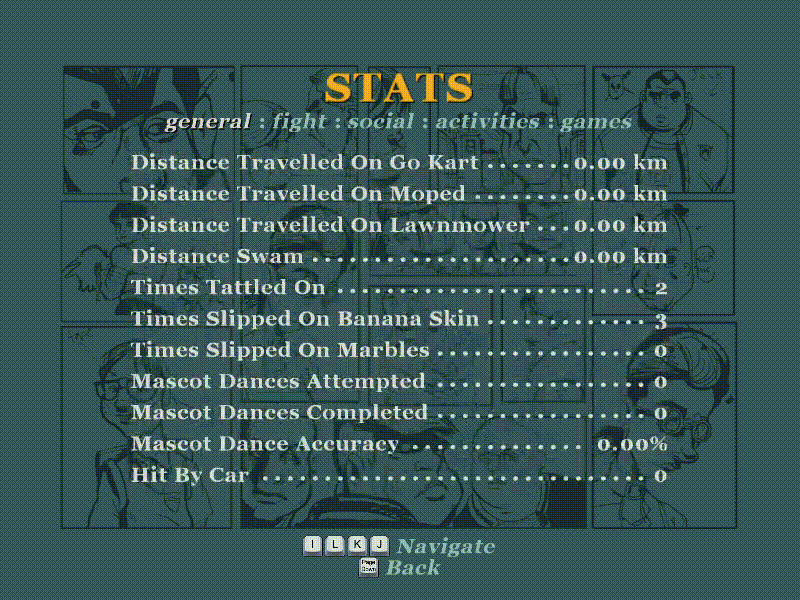 STATS
general : fight : social : activities : games
Distance Travelled On Go Kart .......0.00 km
Distance Travelled On Moped ........0.00 km
Distance Travelled On Lawnmower ...0.00 km
Distance Swam .....................0.00 km
Times Tattled On ......................... 2
Times Slipped On Banana Skin ............. 3
Times Slipped On Marbles ................. 0
Mascot Dances Attempted .................. 0
Mascot Dances Completed .................. 0
Mascot Dance Accuracy .............. 0.00%
Hit By Car ............................... 0
I L K J Navigate
Page Down Back